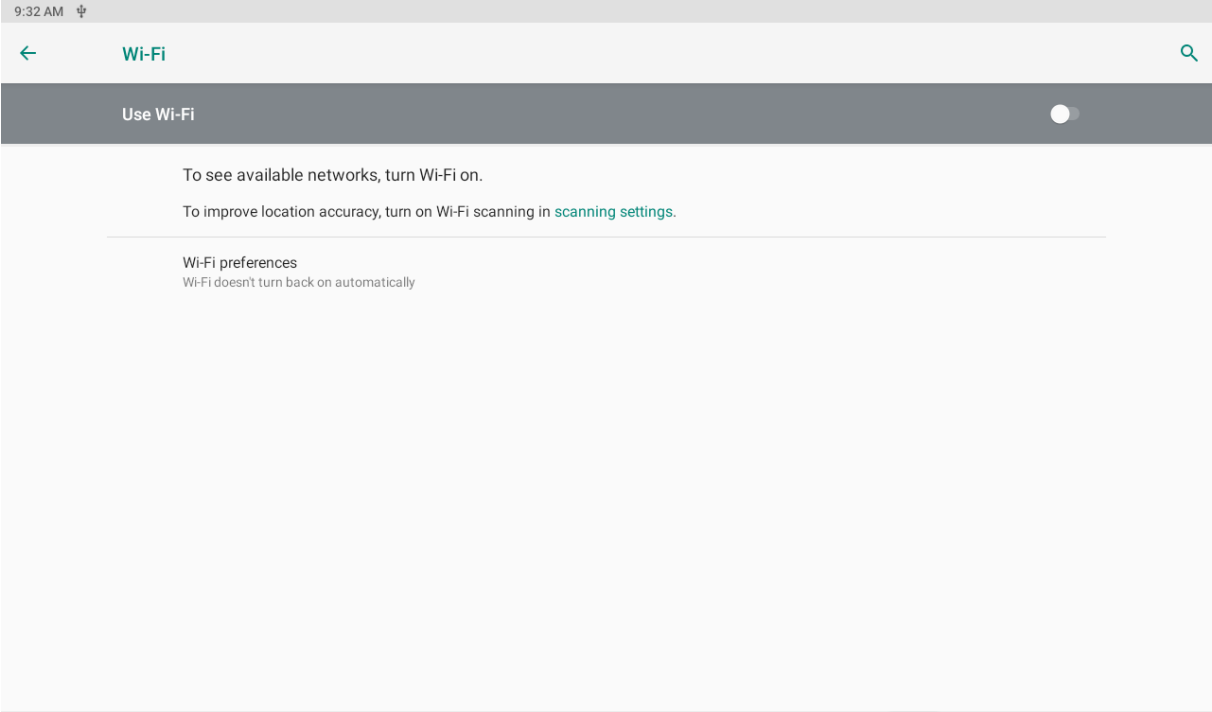 9:32 AM
Wi-Fi
Use Wi-Fi
To see available networks, turn Wi-Fi on.
To improve location accuracy, turn on Wi-Fi scanning in scanning settings.
Wi-Fi preferences
Wi-Fi doesn't turn back on automatically